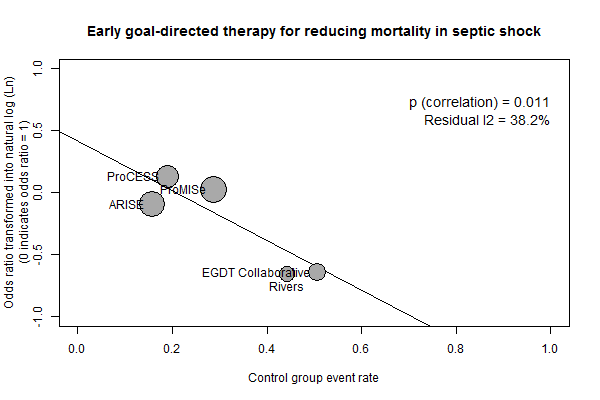 Early goal-directed therapy for reducing mortality in septic shock
Odds ratio transformed into natural log (Ln)
(0 indicates odds ratio = 1)
1.0
0.5
0.0
-0.5
-1.0
p (correlation) = 0.011
Residual I2 = 38.2%
ProCESS
ProMISe
ARISE
EGDT Collaborative
Rivers
0.0
0.2
0.4
0.6
0.8
1.0
Control group event rate